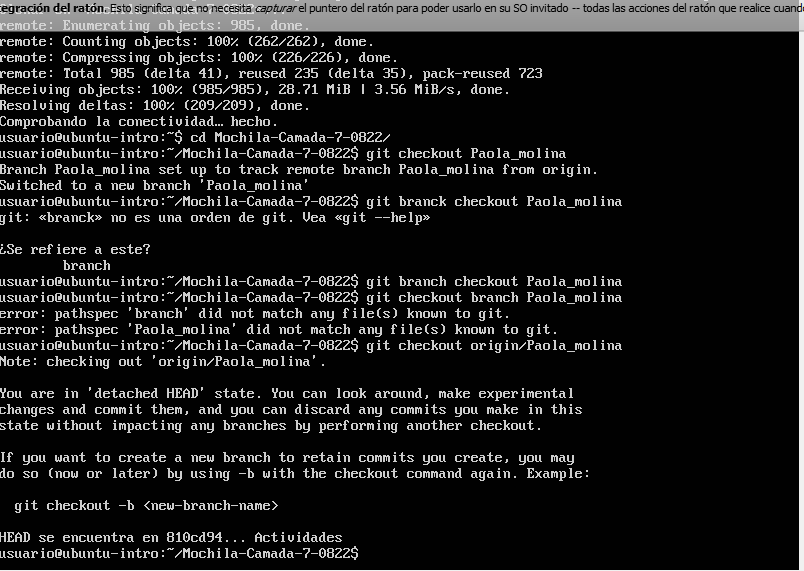 egración del ratón. Esto significa que no necesita capturar el puntero del ratón para poder usarlo en su SO invitado -- todas las acciones del ratón que realice cuand
remote: Enumerating objects: 985, done.
remote: Counting objects: 100% (262/262), done.
remote: Compressing objects: 100% (226/226), done.
remote: Total 985 (delta 41), reused 235 (delta 35), pack-reused 723
Receiving objects: 100% (985/985), 28.71 MiB | 3.56 MiB/s, done.
Resolving deltas: 100% (209/209), done.
Comprobando la conectividad… hecho.
usuario@ubuntu-intro:~$ cd Mochila-Camada-7-0822/
usuario@ubuntu-intro:~/Mochila-Camada-7-0822$ git checkout Paola_molina
Branch Paola_molina set up to track remote branch Paola_molina from origin.
Switched to a new branch 'Paola_molina'
usuario@ubuntu-intro:~/Mochila-Camada-7-0822$ git branck checkout Paola_molina
git: «branck» no es una orden de git. Vea «git --help»
¿Se refiere a este?
branch
usuario@ubuntu-intro:~/Mochila-Camada-7-0822$ git branch checkout Paola_molina
usuario@ubuntu-intro:~/Mochila-Camada-7-0822$ git checkout branch Paola_molina
error: pathspec 'branch' did not match any file(s) known to git.
error: pathspec 'Paola_molina' did not match any file(s) known to git.
usuario@ubuntu-intro:~/Mochila-Camada-7-0822$ git checkout origin/Paola_molina
Note: checking out 'origin/Paola_molina'.
You are in 'detached HEAD' state. You can look around, make experimental
changes and commit them, and you can discard any commits you make in this
state without impacting any branches by performing another checkout.
If you want to create a new branch to retain commits you create, you may
do so (now or later) by using -b with the checkout command again. Example:
git checkout -b <new-branch-name>
HEAD se encuentra en 810cd94... Actividades
usuario@ubuntu-intro:~/Mochila-Camada-7-0822$